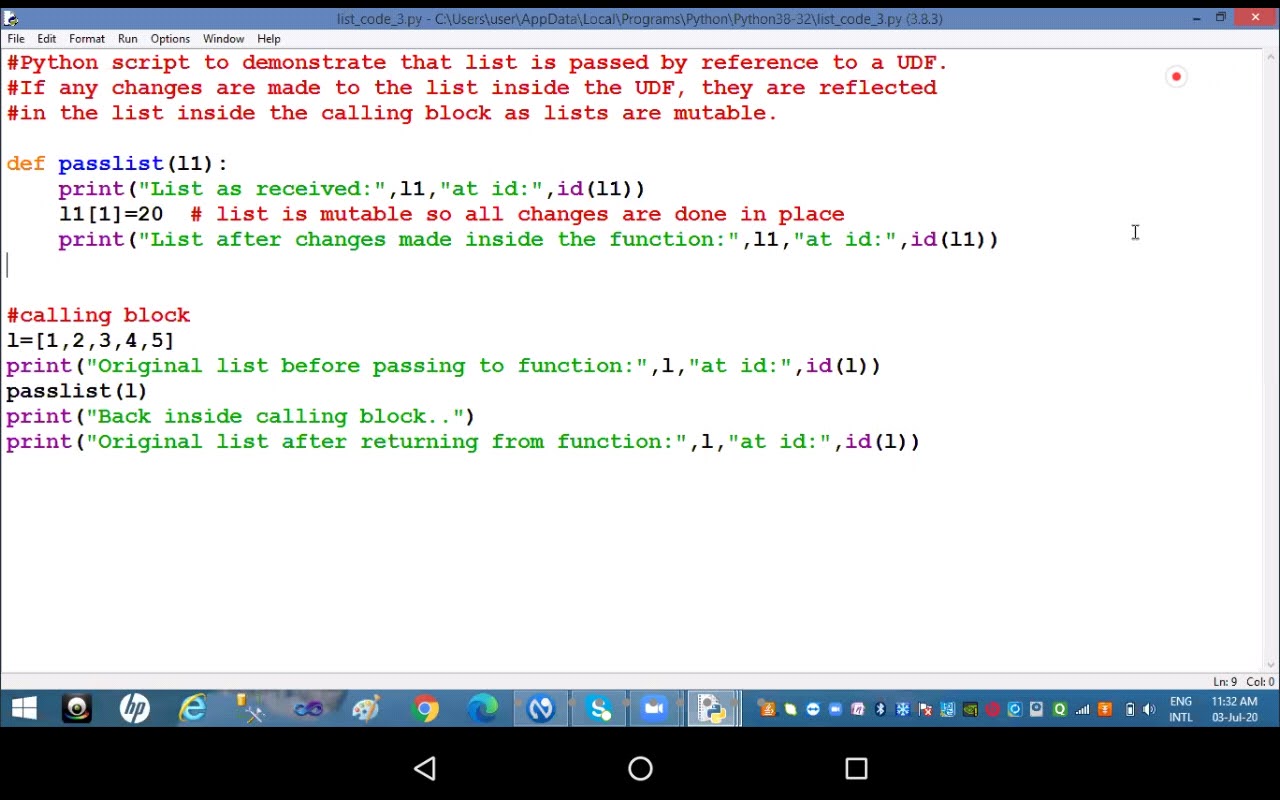 list_code_3.py - C:\Users\user\AppData\Local\Programs\Python\Python38-32\list_code_3.py (3.8.3)
File Edit Format Run Options Window Help
#Python script to demonstrate that list is passed by reference to a UDF.
#If any changes are made to the list inside the UDF, they are reflected
#in the list inside the calling block as lists are mutable.
def passlist(l1):
    print("List as received:",l1,"at id:",id(l1))
    l1[1]=20  # list is mutable so all changes are done in place
    print("List after changes made inside the function:",l1,"at id:",id(l1))
#calling block
l=[1,2,3,4,5]
print("Original list before passing to function:",l,"at id:",id(l))
passlist(l)
print("Back inside calling block..")
print("Original list after returning from function:",l,"at id:",id(l))
Ln: 9 Col: 0
ENG 11:32 AM
INTL 03-Jul-20